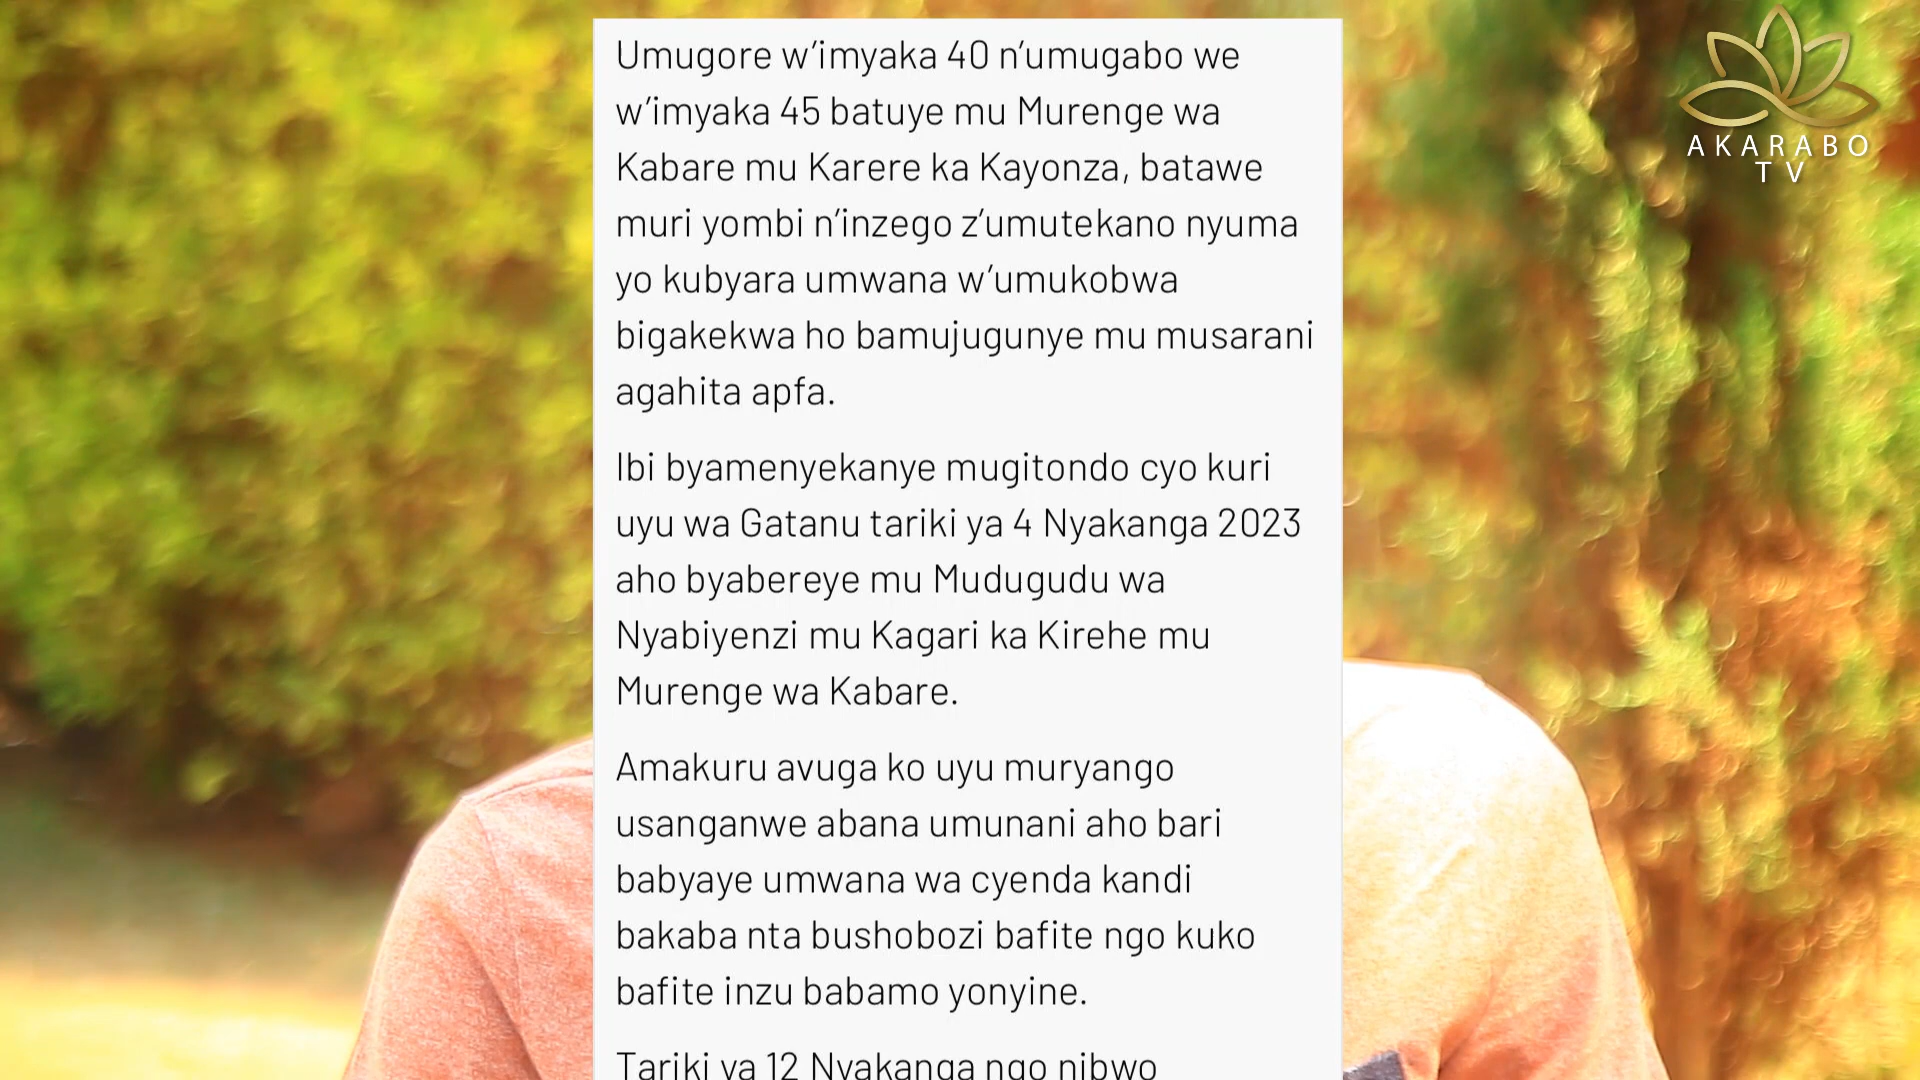 Umugore w’imyaka 40 n’umugabo we
w’imyaka 45 batuye mu Murenge wa
Kabare mu Karere ka Kayonza, batawe
muri yombi n’inzego z’umutekano nyuma
yo kubyara umwana w’umukobwa
bigakekwa ho bamujugunye mu musarani
agahita apfa.
Ibi byamenyekanye mugitondo cyo kuri
uyu wa Gatanu tariki ya 4 Nyakanga 2023
aho byabereye mu Mudugudu wa
Nyabiyenzi mu Kagari ka Kirehe mu
Murenge wa Kabare.
Amakuru avuga ko uyu muryango
usanganwe abana umunani aho bari
babyaye umwana wa cyenda kandi
bakaba nta bushobozi bafite ngo kuko
bafite inzu babamo yonyine.
Tariki ya 12 Nyakanga ngo nibwo
AKARABO
TV